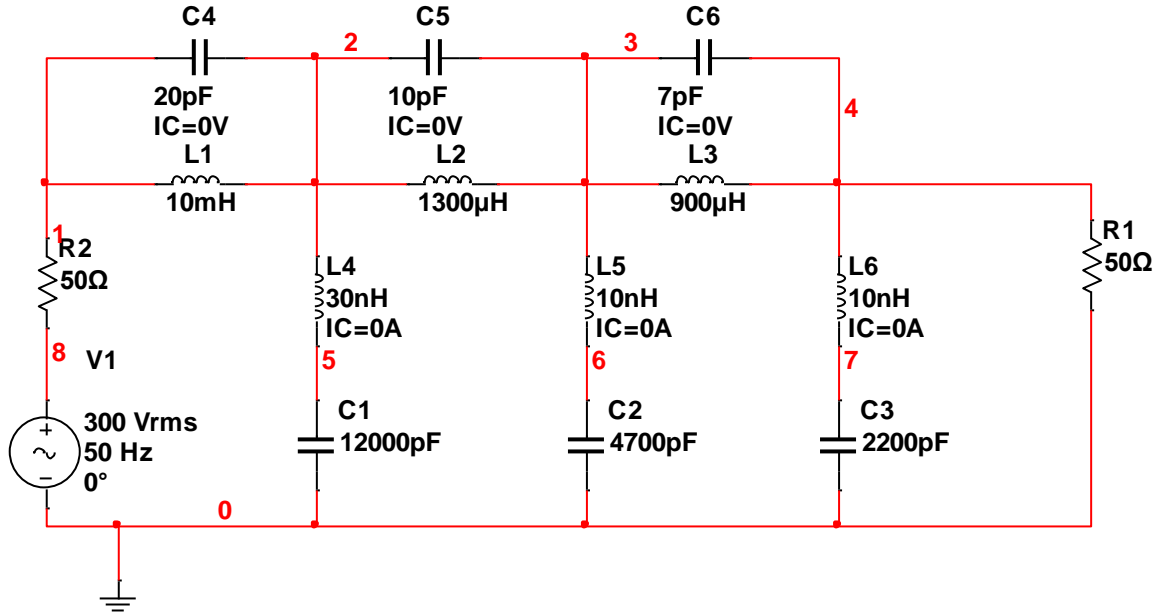 C4
C5
C6
2
3
20pF
10pF
7pF
IC=0V
IC=0V
IC=0V
4
L1
L2
L3
10mH
1300µH
900µH
1
R2
50Ω
L4
30nH
IC=0A
L5
10nH
IC=0A
L6
10nH
IC=0A
R1
50Ω
8
V1
5
6
7
300 Vrms
50 Hz
0°
C1
12000pF
C2
4700pF
C3
2200pF
0